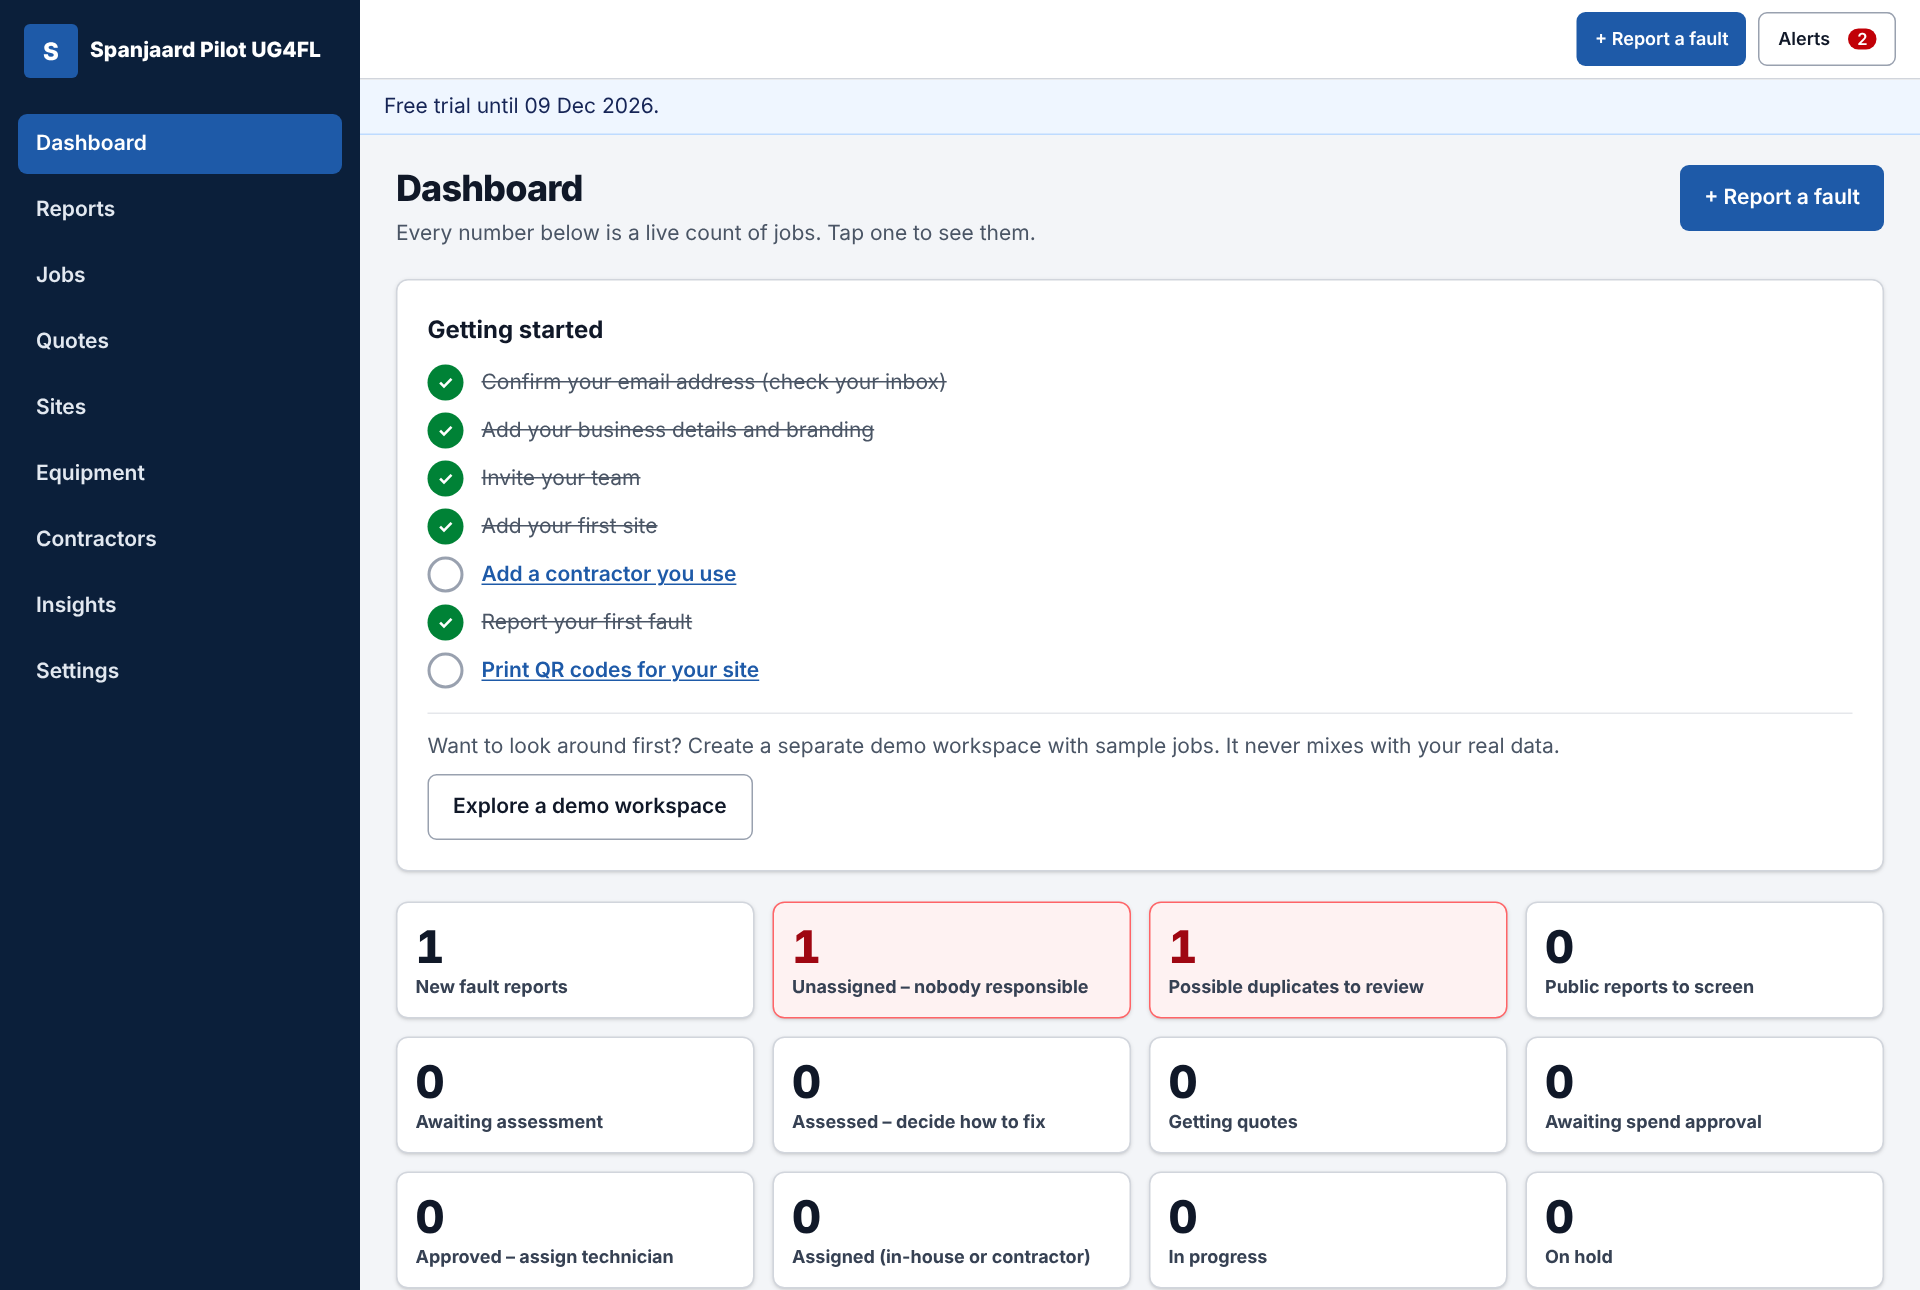 S
Spanjaard Pilot UG4FL
+ Report a fault
Alerts 2
Free trial until 09 Dec 2026.
Dashboard
Reports
Jobs
Quotes
Sites
Equipment
Contractors
Insights
Settings
Dashboard
+ Report a fault
Every number below is a live count of jobs. Tap one to see them.
Getting started
Confirm your email address (check your inbox)
Add your business details and branding
Invite your team
Add your first site
Add a contractor you use
Report your first fault
Print QR codes for your site
Want to look around first? Create a separate demo workspace with sample jobs. It never mixes with your real data.
Explore a demo workspace
1
New fault reports
1
Unassigned – nobody responsible
1
Possible duplicates to review
0
Public reports to screen
0
Awaiting assessment
0
Assessed – decide how to fix
0
Getting quotes
0
Awaiting spend approval
0
Approved – assign technician
0
Assigned (in-house or contractor)
0
In progress
0
On hold